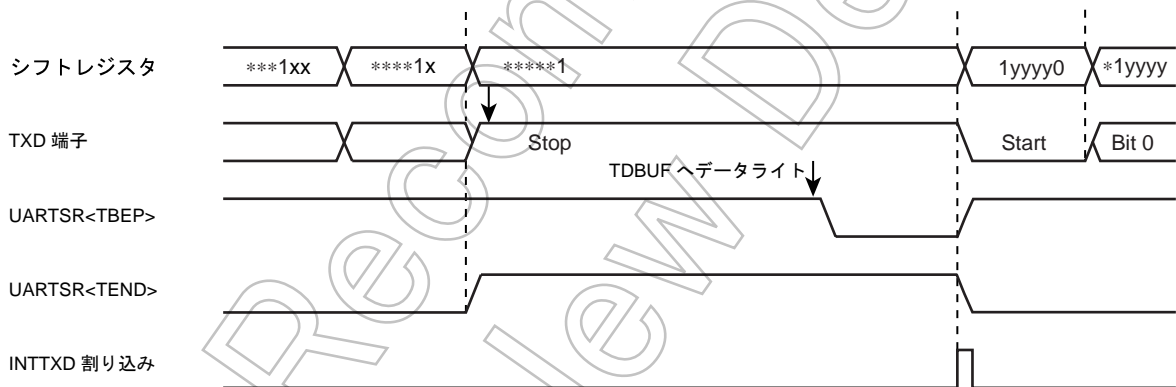 シフトレジスタ ***1xx ****1x *****1 1yyyy0 *1yyyy
TXD 端子 Stop Start Bit 0
TDBUF へデータライト
UARTSR<TBEP>
UARTSR<TEND>
INTTXD 割り込み